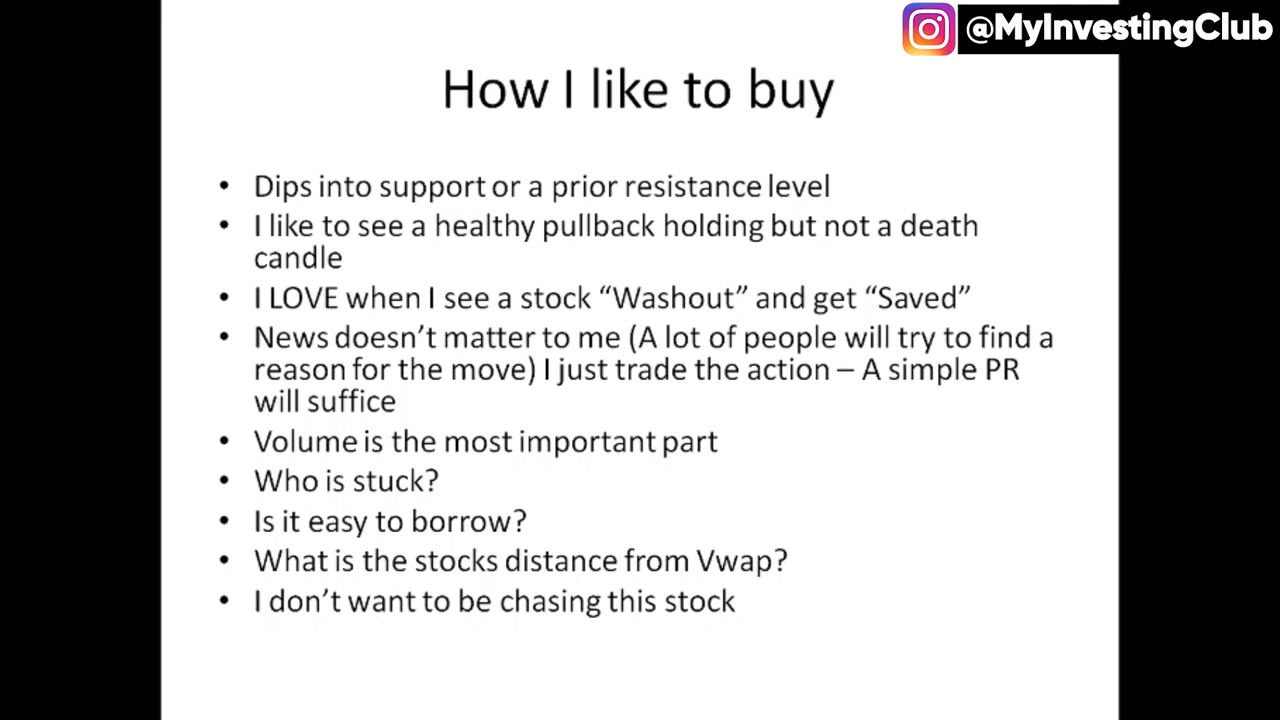 @MyInvestingClub
How I like to buy
• Dips into support or a prior resistance level
• I like to see a healthy pullback holding but not a death
candle
• I LOVE when I see a stock “Washout” and get “Saved”
• News doesn’t matter to me (A lot of people will try to find a
reason for the move) I just trade the action – A simple PR
will suffice
• Volume is the most important part
• Who is stuck?
• Is it easy to borrow?
• What is the stocks distance from Vwap?
• I don’t want to be chasing this stock